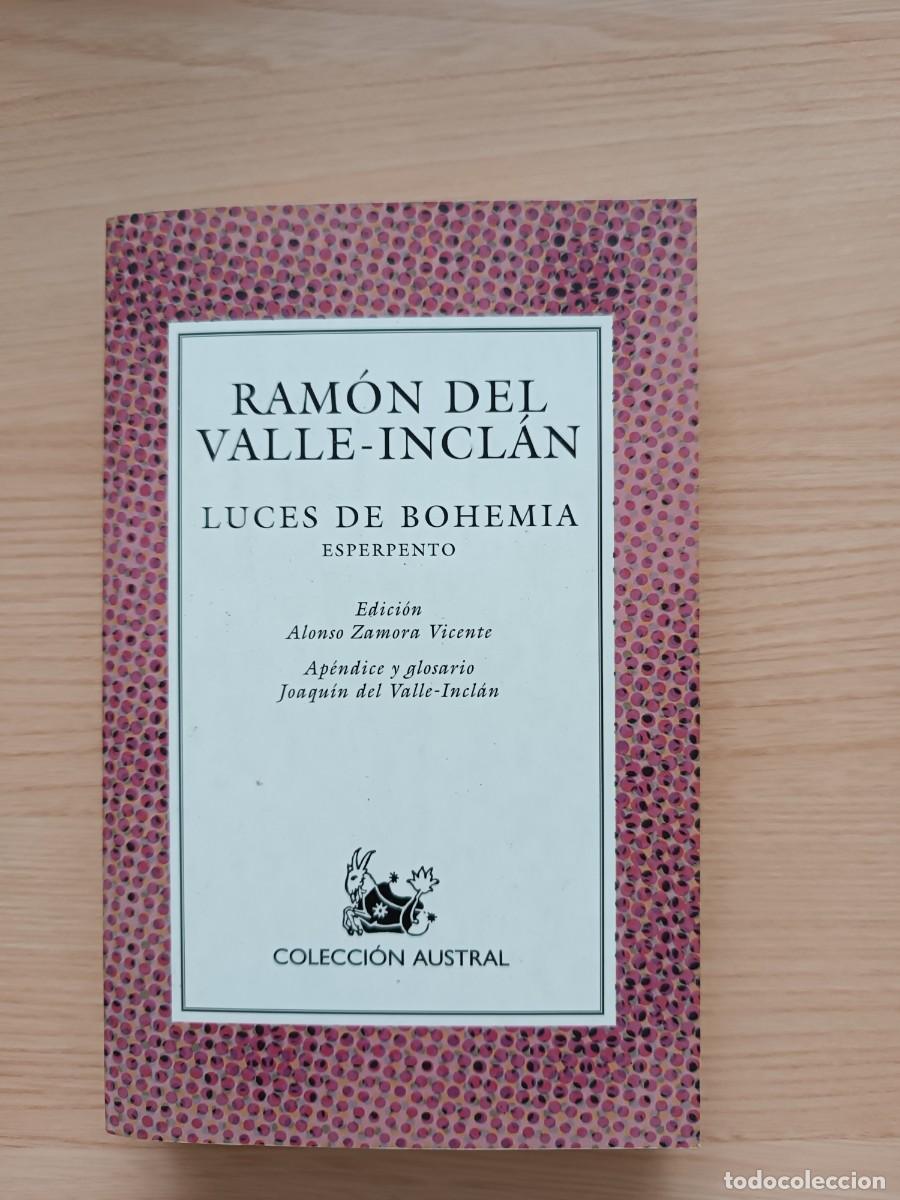 RAMÓN DEL
VALLE-INCLÁN
LUCES DE BOHEMIA
ESPERPENTO
Edición
Alonso Zamora Vicente
Apéndice y glosario
Joaquín del Valle-Inclán
COLECCIÓN AUSTRAL
todocoleccion